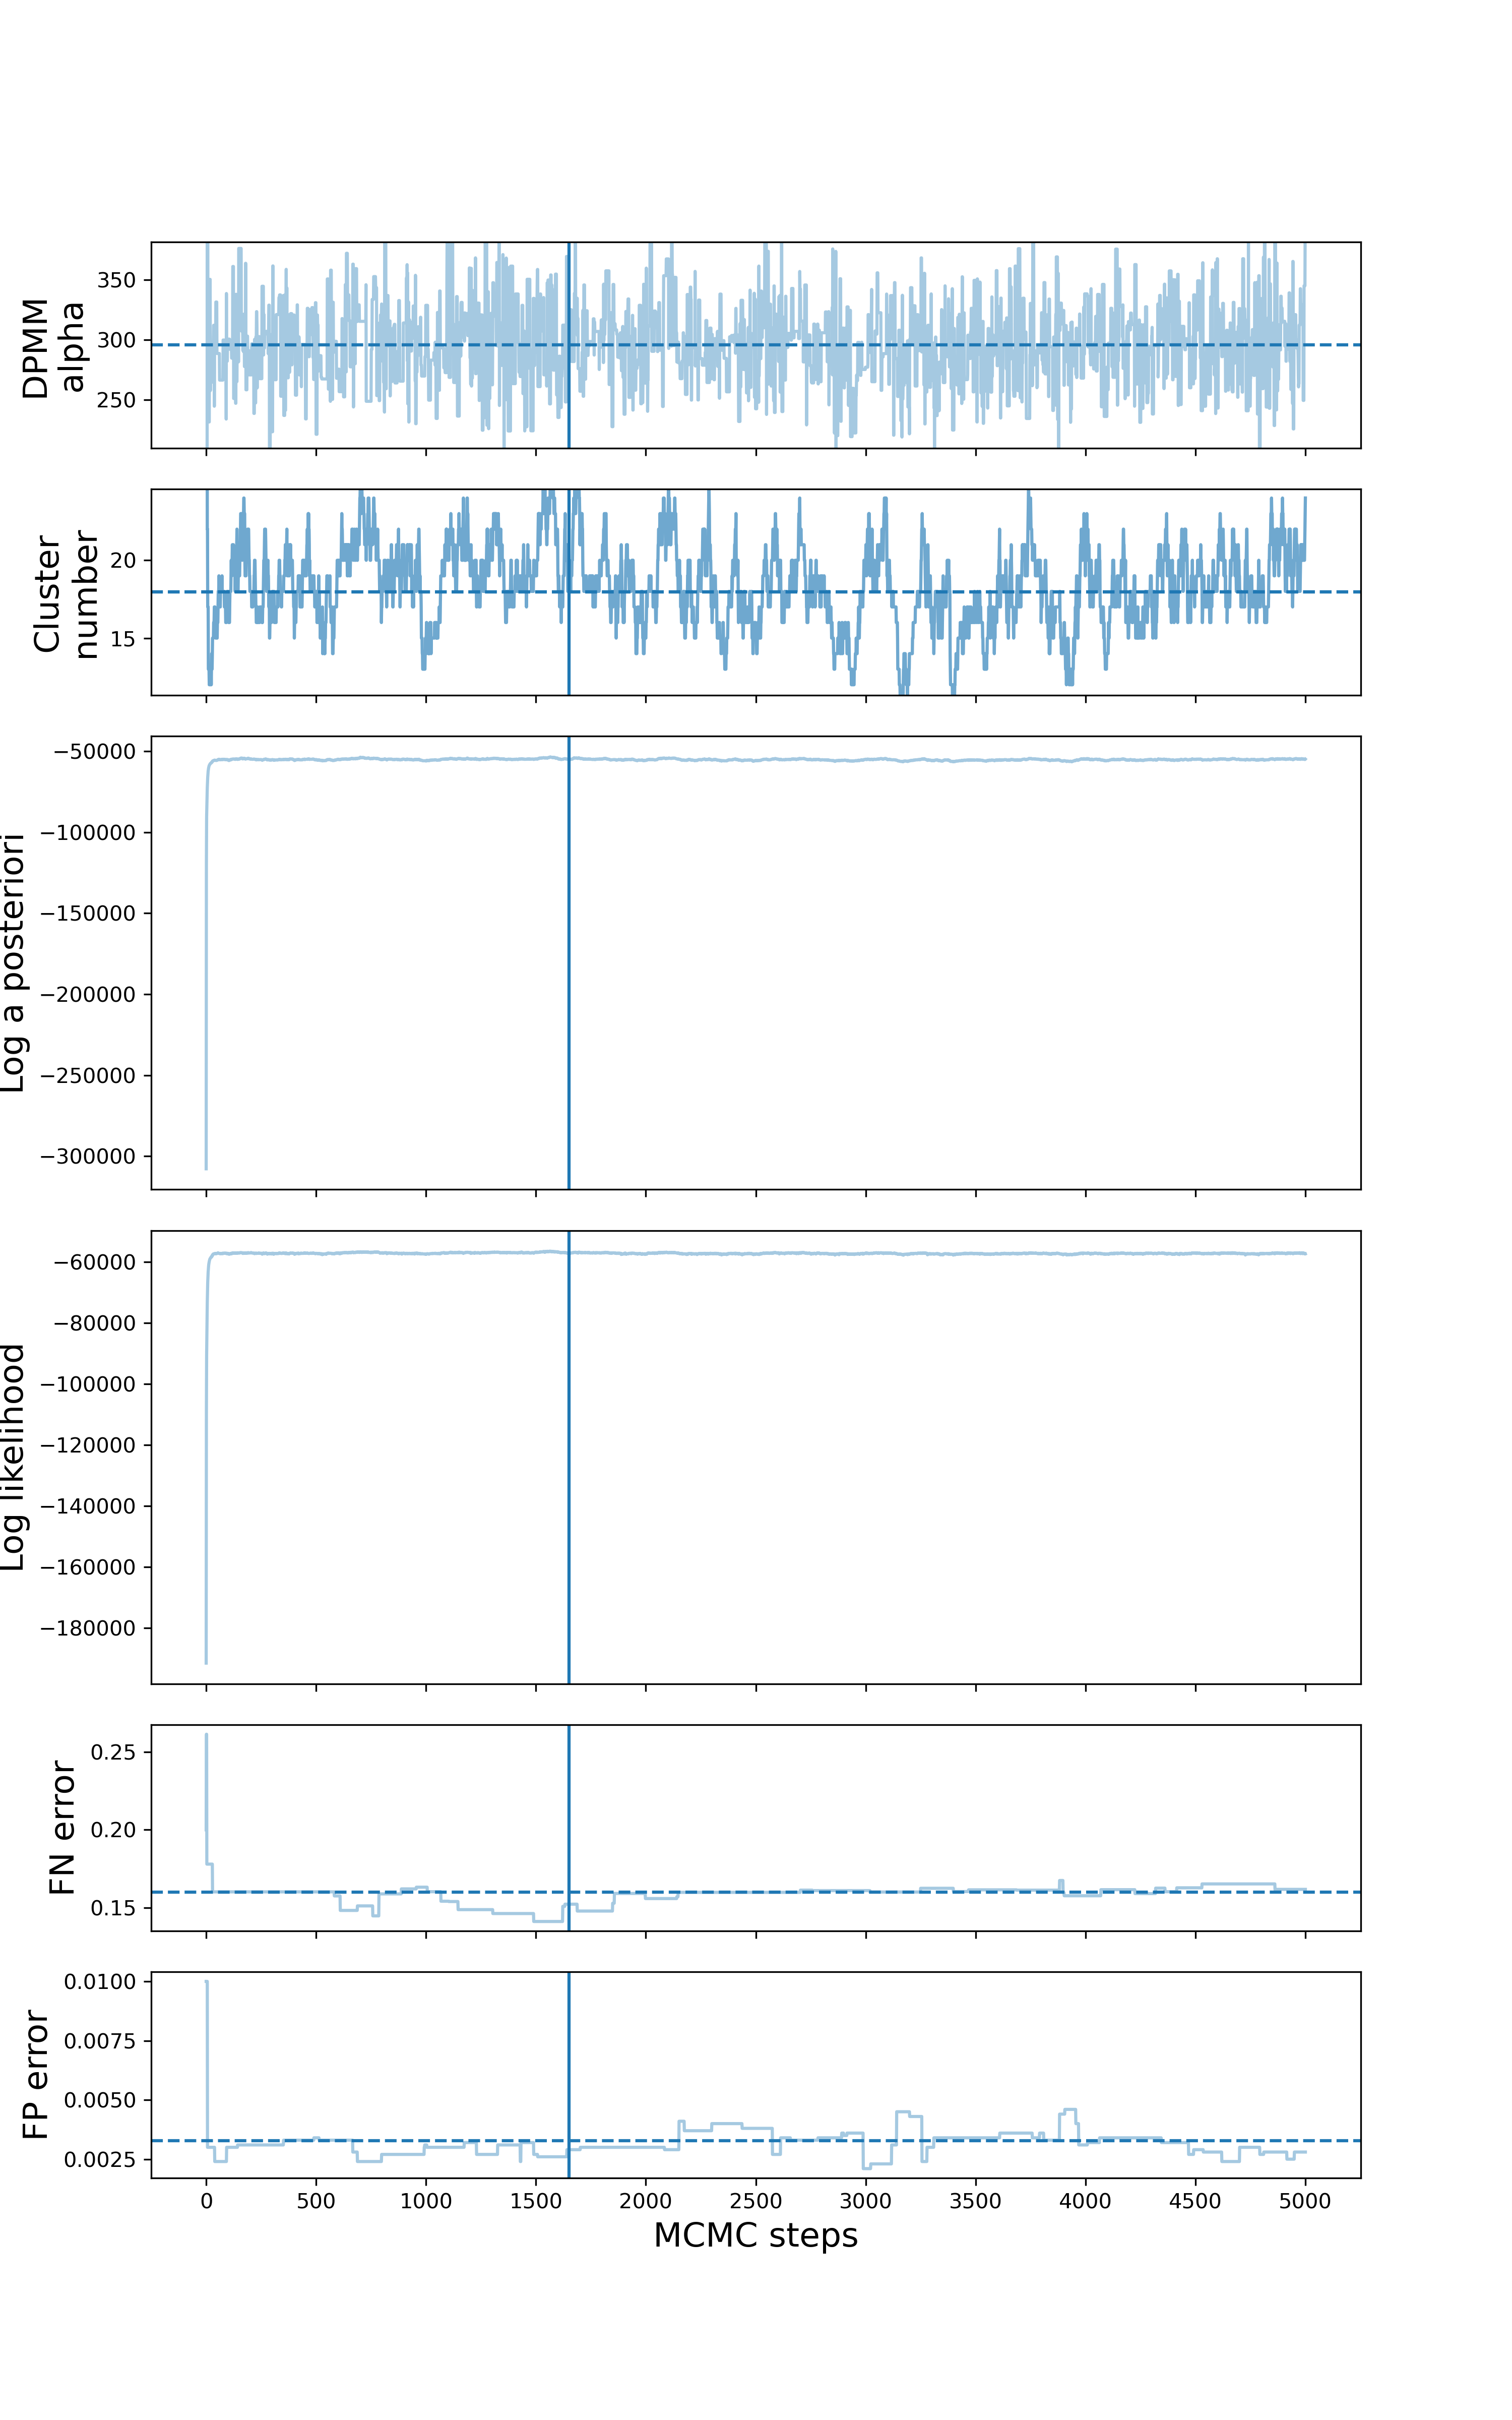 DPMM
alpha
350
300
250
Cluster
number
20
15
Log a posteriori
−50000
−100000
−150000
−200000
−250000
−300000
Log likelihood
−60000
−80000
−100000
−120000
−140000
−160000
−180000
FN error
0.25
0.20
0.15
FP error
0.0100
0.0075
0.0050
0.0025
0 500 1000 1500 2000 2500 3000 3500 4000 4500 5000
MCMC steps